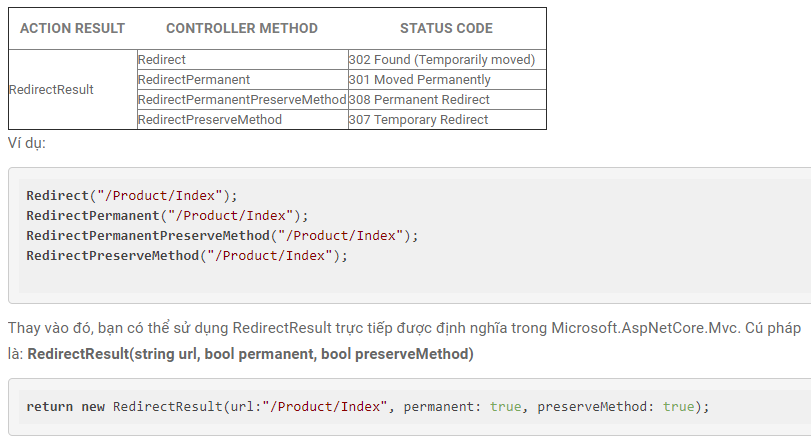 ACTION RESULT CONTROLLER METHOD STATUS CODE
RedirectResult Redirect 302 Found (Temporarily moved)
RedirectPermanent 301 Moved Permanently
RedirectPermanentPreserveMethod 308 Permanent Redirect
RedirectPreserveMethod 307 Temporary Redirect
Ví dụ:
Redirect("/Product/Index");
RedirectPermanent("/Product/Index");
RedirectPermanentPreserveMethod("/Product/Index");
RedirectPreserveMethod("/Product/Index");
Thay vào đó, bạn có thể sử dụng RedirectResult trực tiếp được định nghĩa trong Microsoft.AspNetCore.Mvc. Cú pháp
là: RedirectResult(string url, bool permanent, bool preserveMethod)
return new RedirectResult(url:"/Product/Index", permanent: true, preserveMethod: true);